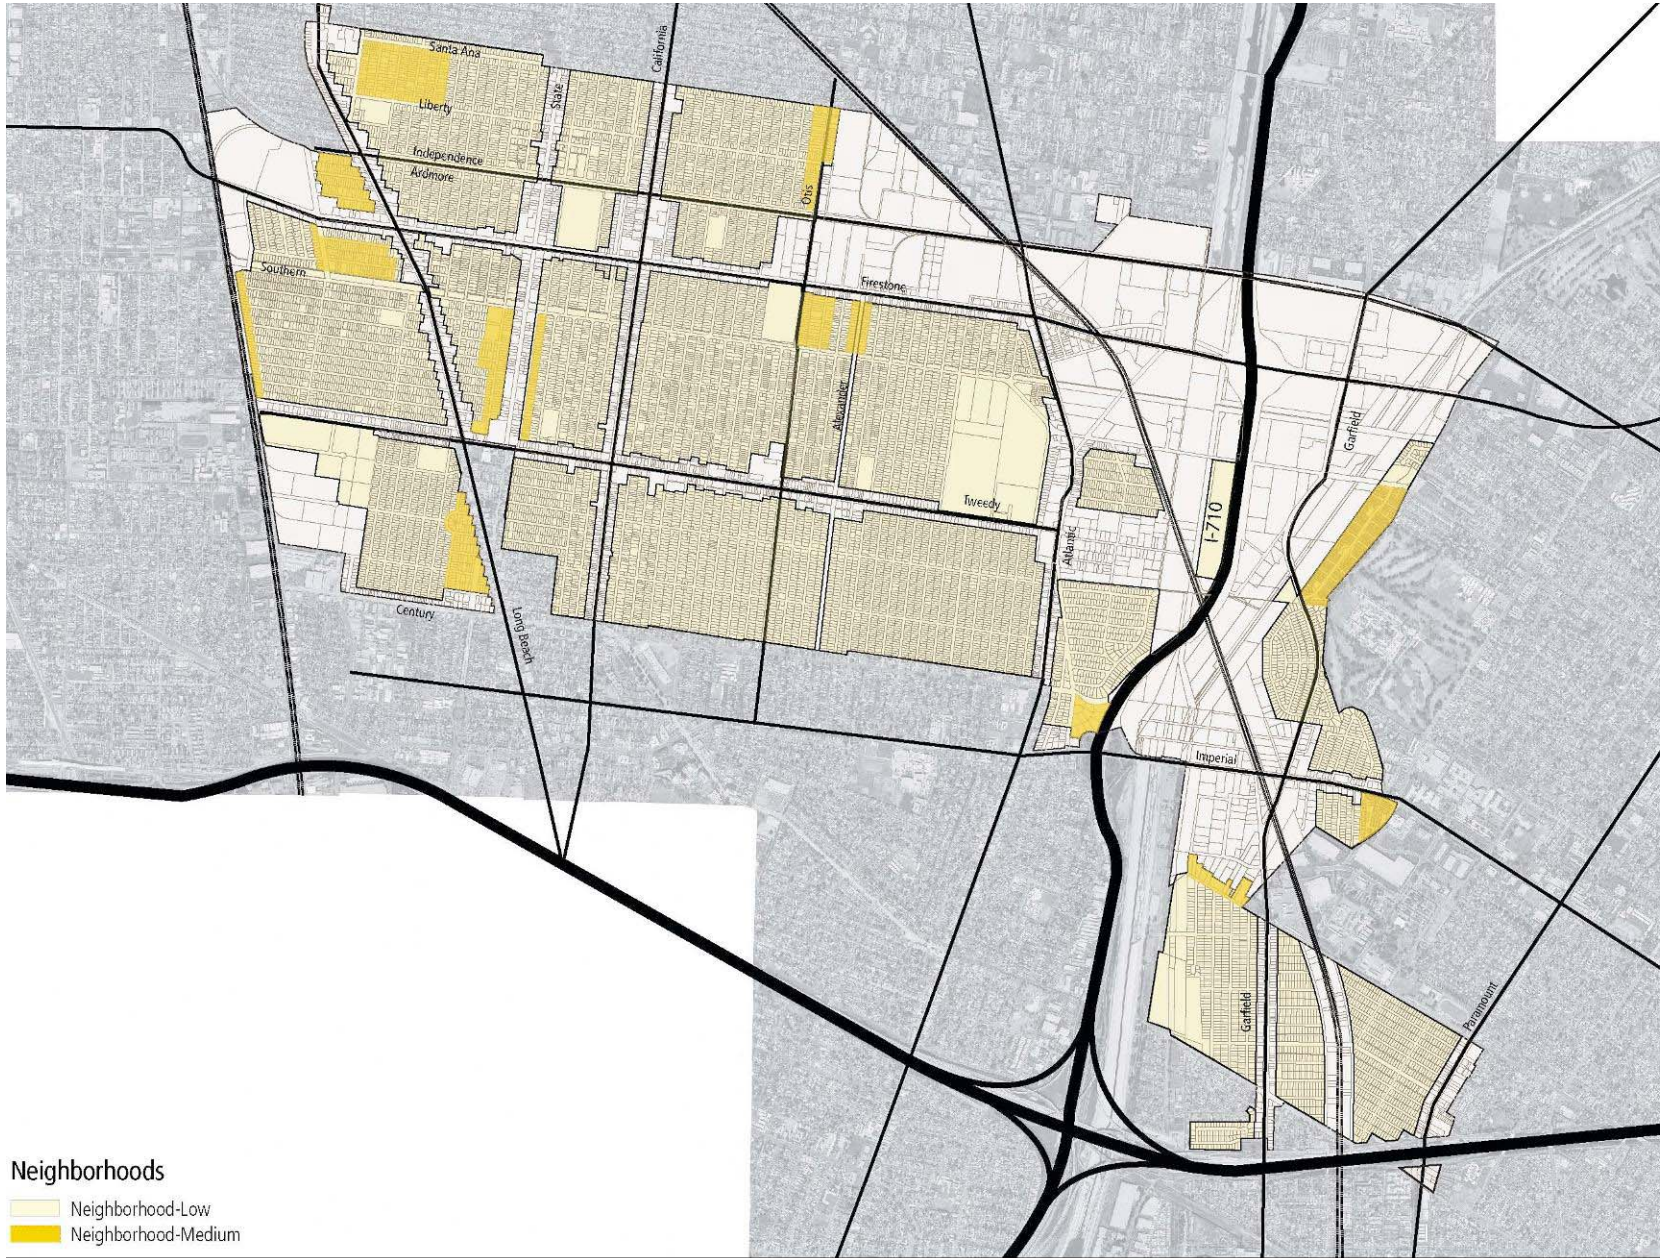 Santa Ana
California
State
Liberty
Independence
Ardmore
Otis
Southern
Firestone
Alexander
Garfield
Tweedy
I-710
Atlantic
Century
Long Beach
Imperial
Garfield
Paramount
Neighborhoods
Neighborhood-Low
Neighborhood-Medium